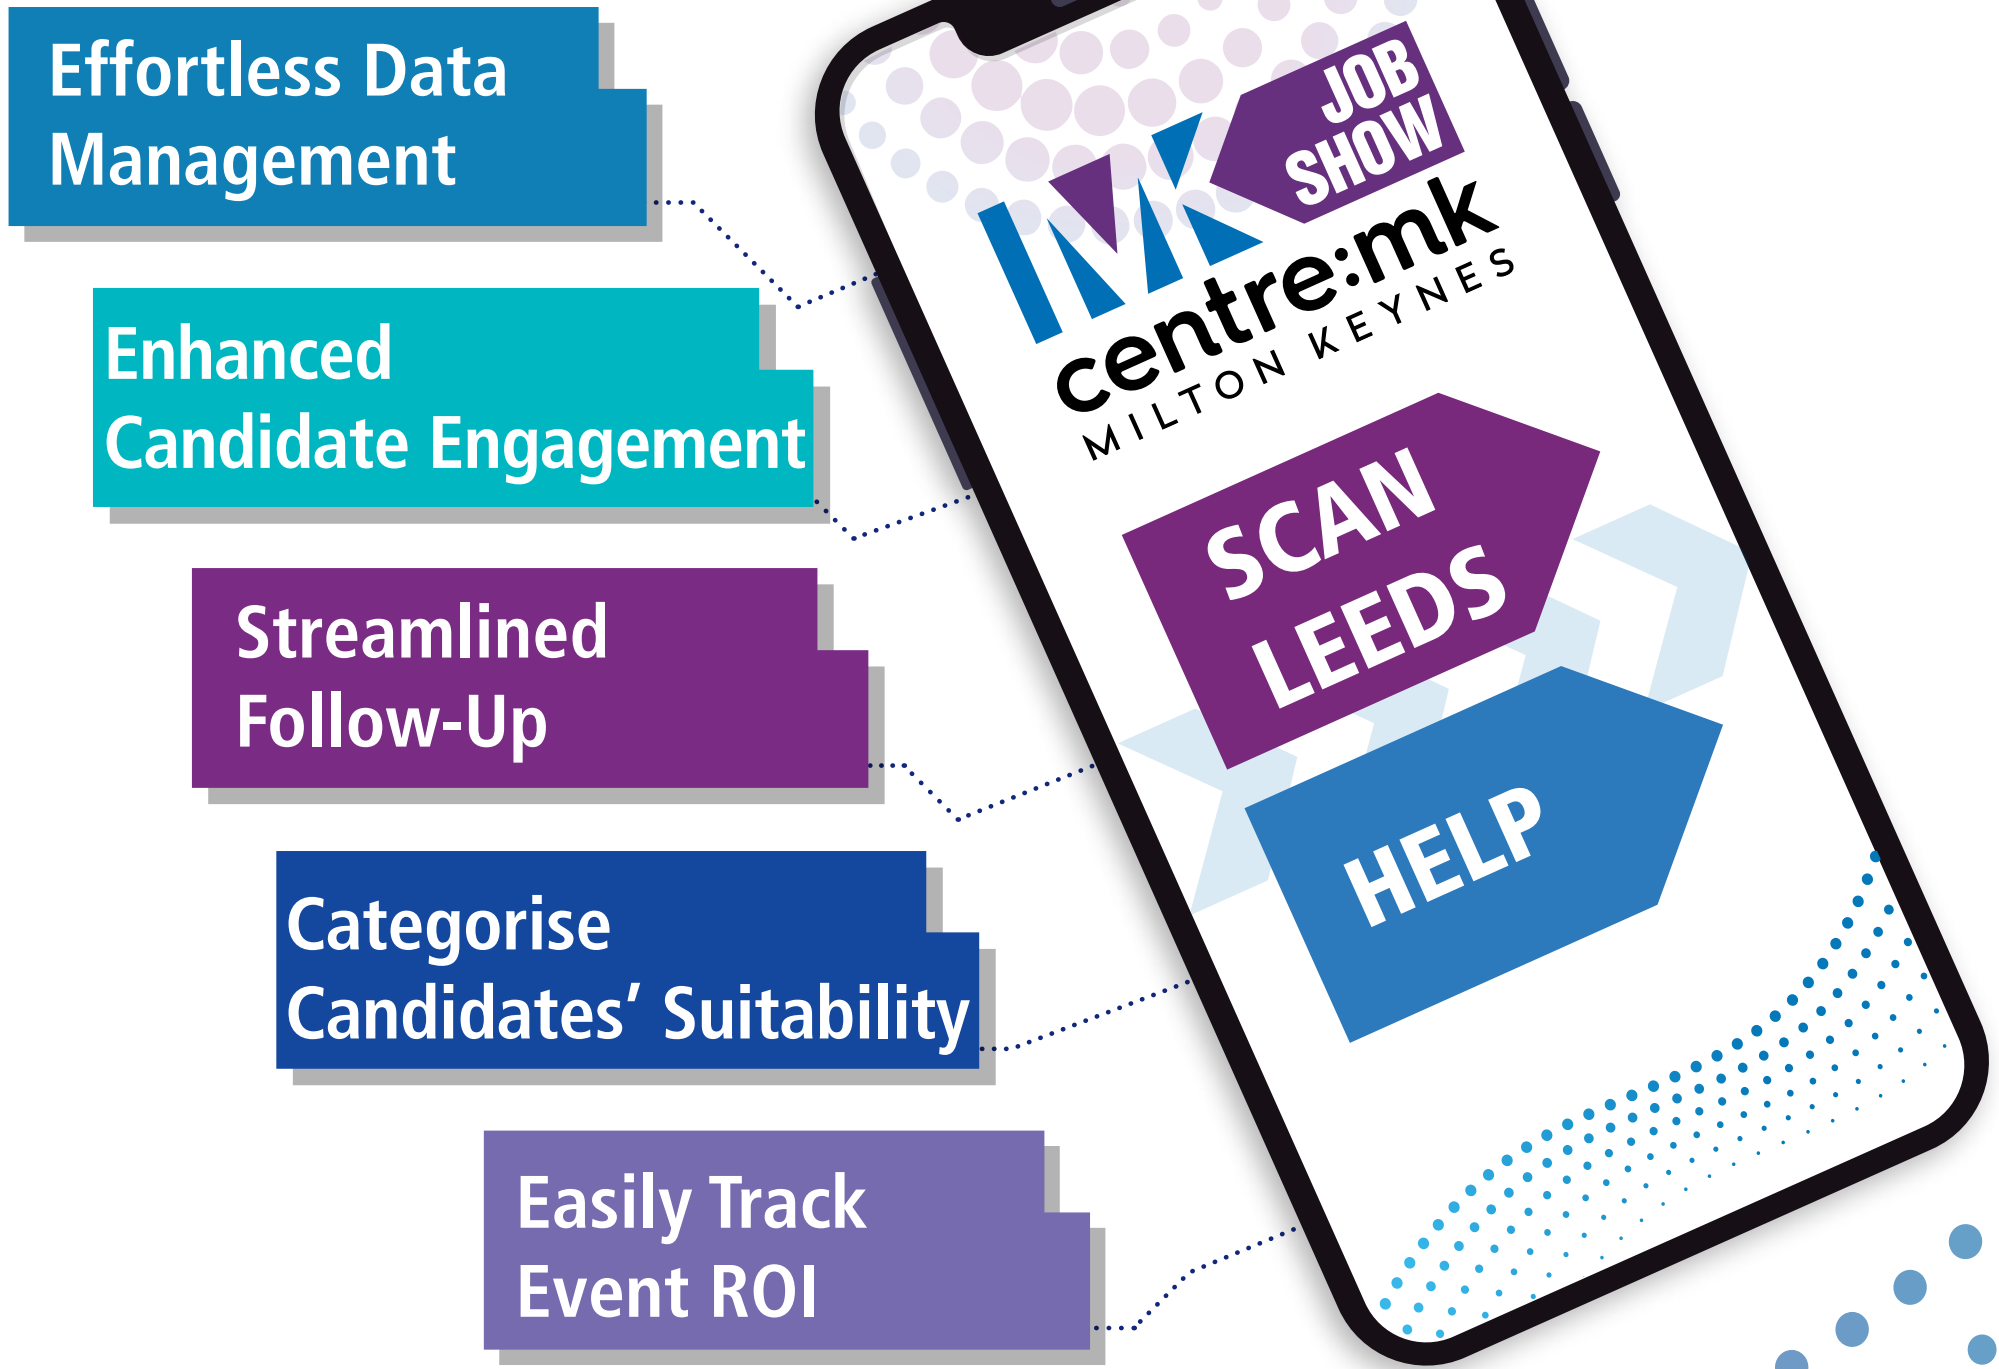 Effortless Data
Management
Enhanced
Candidate Engagement
Streamlined
Follow-Up
Categorise
Candidates’ Suitability
Easily Track
Event ROI
MK
JOB
SHOW
centre:mk
MILTON KEYNES
SCAN
LEEDS
HELP